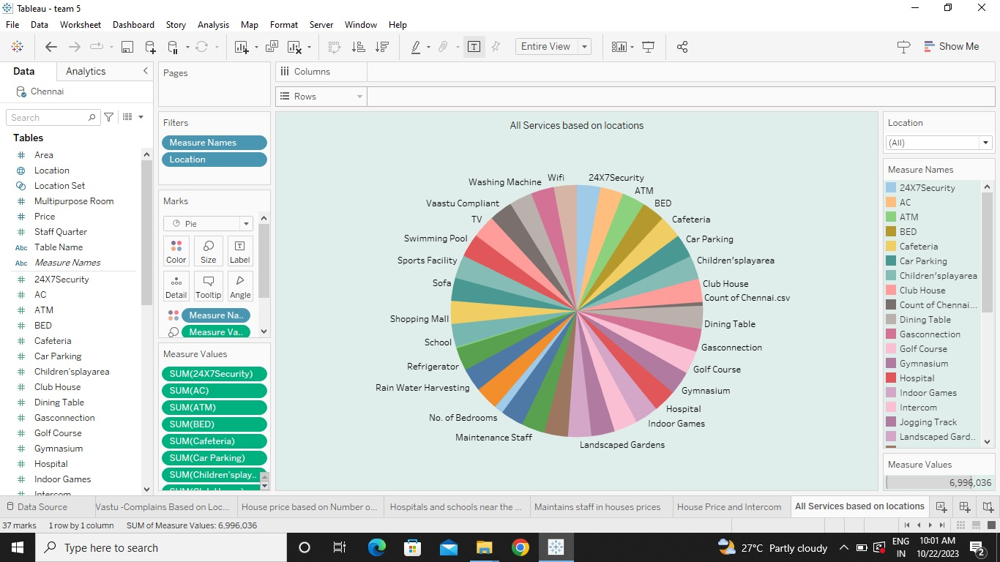 Tableau - team 5
File Data Worksheet Dashboard Story Analysis Map Format Server Window Help
Entire View
Show Me
Data Analytics
Chennai
Search
Tables
Area
Location
Location Set
Multipurpose Room
Price
Staff Quarter
Abc Table Name
Abc Measure Names
24X7Security
AC
ATM
BED
Cafeteria
Car Parking
Children'splayarea
Club House
Dining Table
Gasconnection
Golf Course
Gymnasium
Hospital
Indoor Games
Intercom
Pages
Filters
Measure Names
Location
Marks
Pie
Color Size Label
Detail Tooltip Angle
Measure Na..
Measure Va..
Measure Values
SUM(24X7Security)
SUM(AC)
SUM(ATM)
SUM(BED)
SUM(Cafeteria)
SUM(Car Parking)
SUM(Children'splay..
Columns
Rows
All Services based on locations
Wifi
24X7Security
ATM
BED
Cafeteria
Car Parking
Children'splayarea
Club House
Count of Chennai.csv
Dining Table
Gasconnection
Golf Course
Gymnasium
Hospital
Indoor Games
Landscaped Gardens
Maintenance Staff
No. of Bedrooms
Rain Water Harvesting
Refrigerator
School
Shopping Mall
Sofa
Sports Facility
Swimming Pool
TV
Vaastu Compliant
Washing Machine
Location
(All)
Measure Names
24X7Security
AC
ATM
BED
Cafeteria
Car Parking
Children'splayarea
Club House
Count of Chennai...
Dining Table
Gasconnection
Golf Course
Gymnasium
Hospital
Indoor Games
Intercom
Jogging Track
Landscaped Gard..
Measure Values
6,996,036
Data Source Vastu -Complains Based on Loc... House price based on Number o... Hospitals and schools near the ... Maintains staff in houses prices House Price and Intercom All Services based on locations
37 marks 1 row by 1 column SUM of Measure Values: 6,996,036
Type here to search
27°C Partly cloudy
ENG
IN
10:01 AM
10/22/2023
2